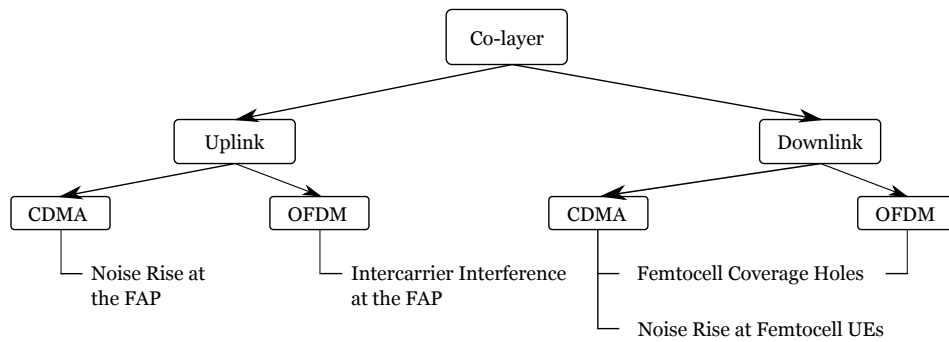 Co-layer
Uplink
Downlink
CDMA
OFDM
CDMA
OFDM
Noise Rise at
the FAP
Intercarrier Interference
at the FAP
Femtocell Coverage Holes
Noise Rise at Femtocell UEs